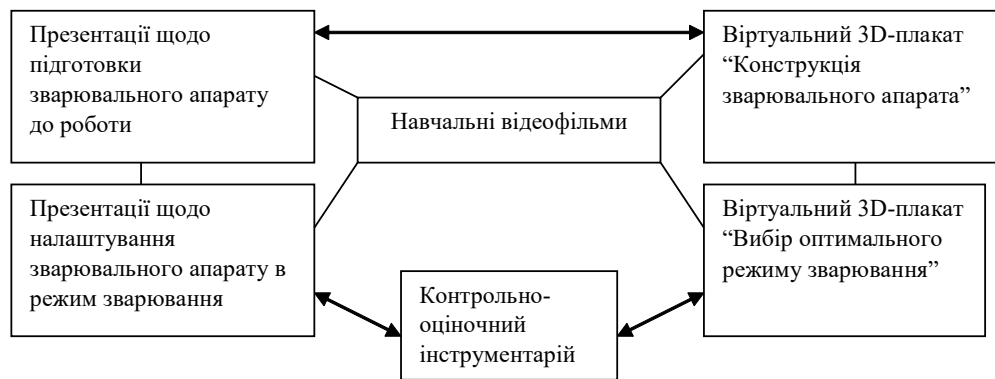 Презентації щодо
підготовки
зварювального апарату
до роботи
Віртуальний 3D-плакат
“Конструкція
зварювального апарата”
Навчальні відеофільми
Презентації щодо
налаштування
зварювального апарату в
режим зварювання
Віртуальний 3D-плакат
“Вибір оптимального
режиму зварювання”
Контрольно-
оціночний
інструментарій